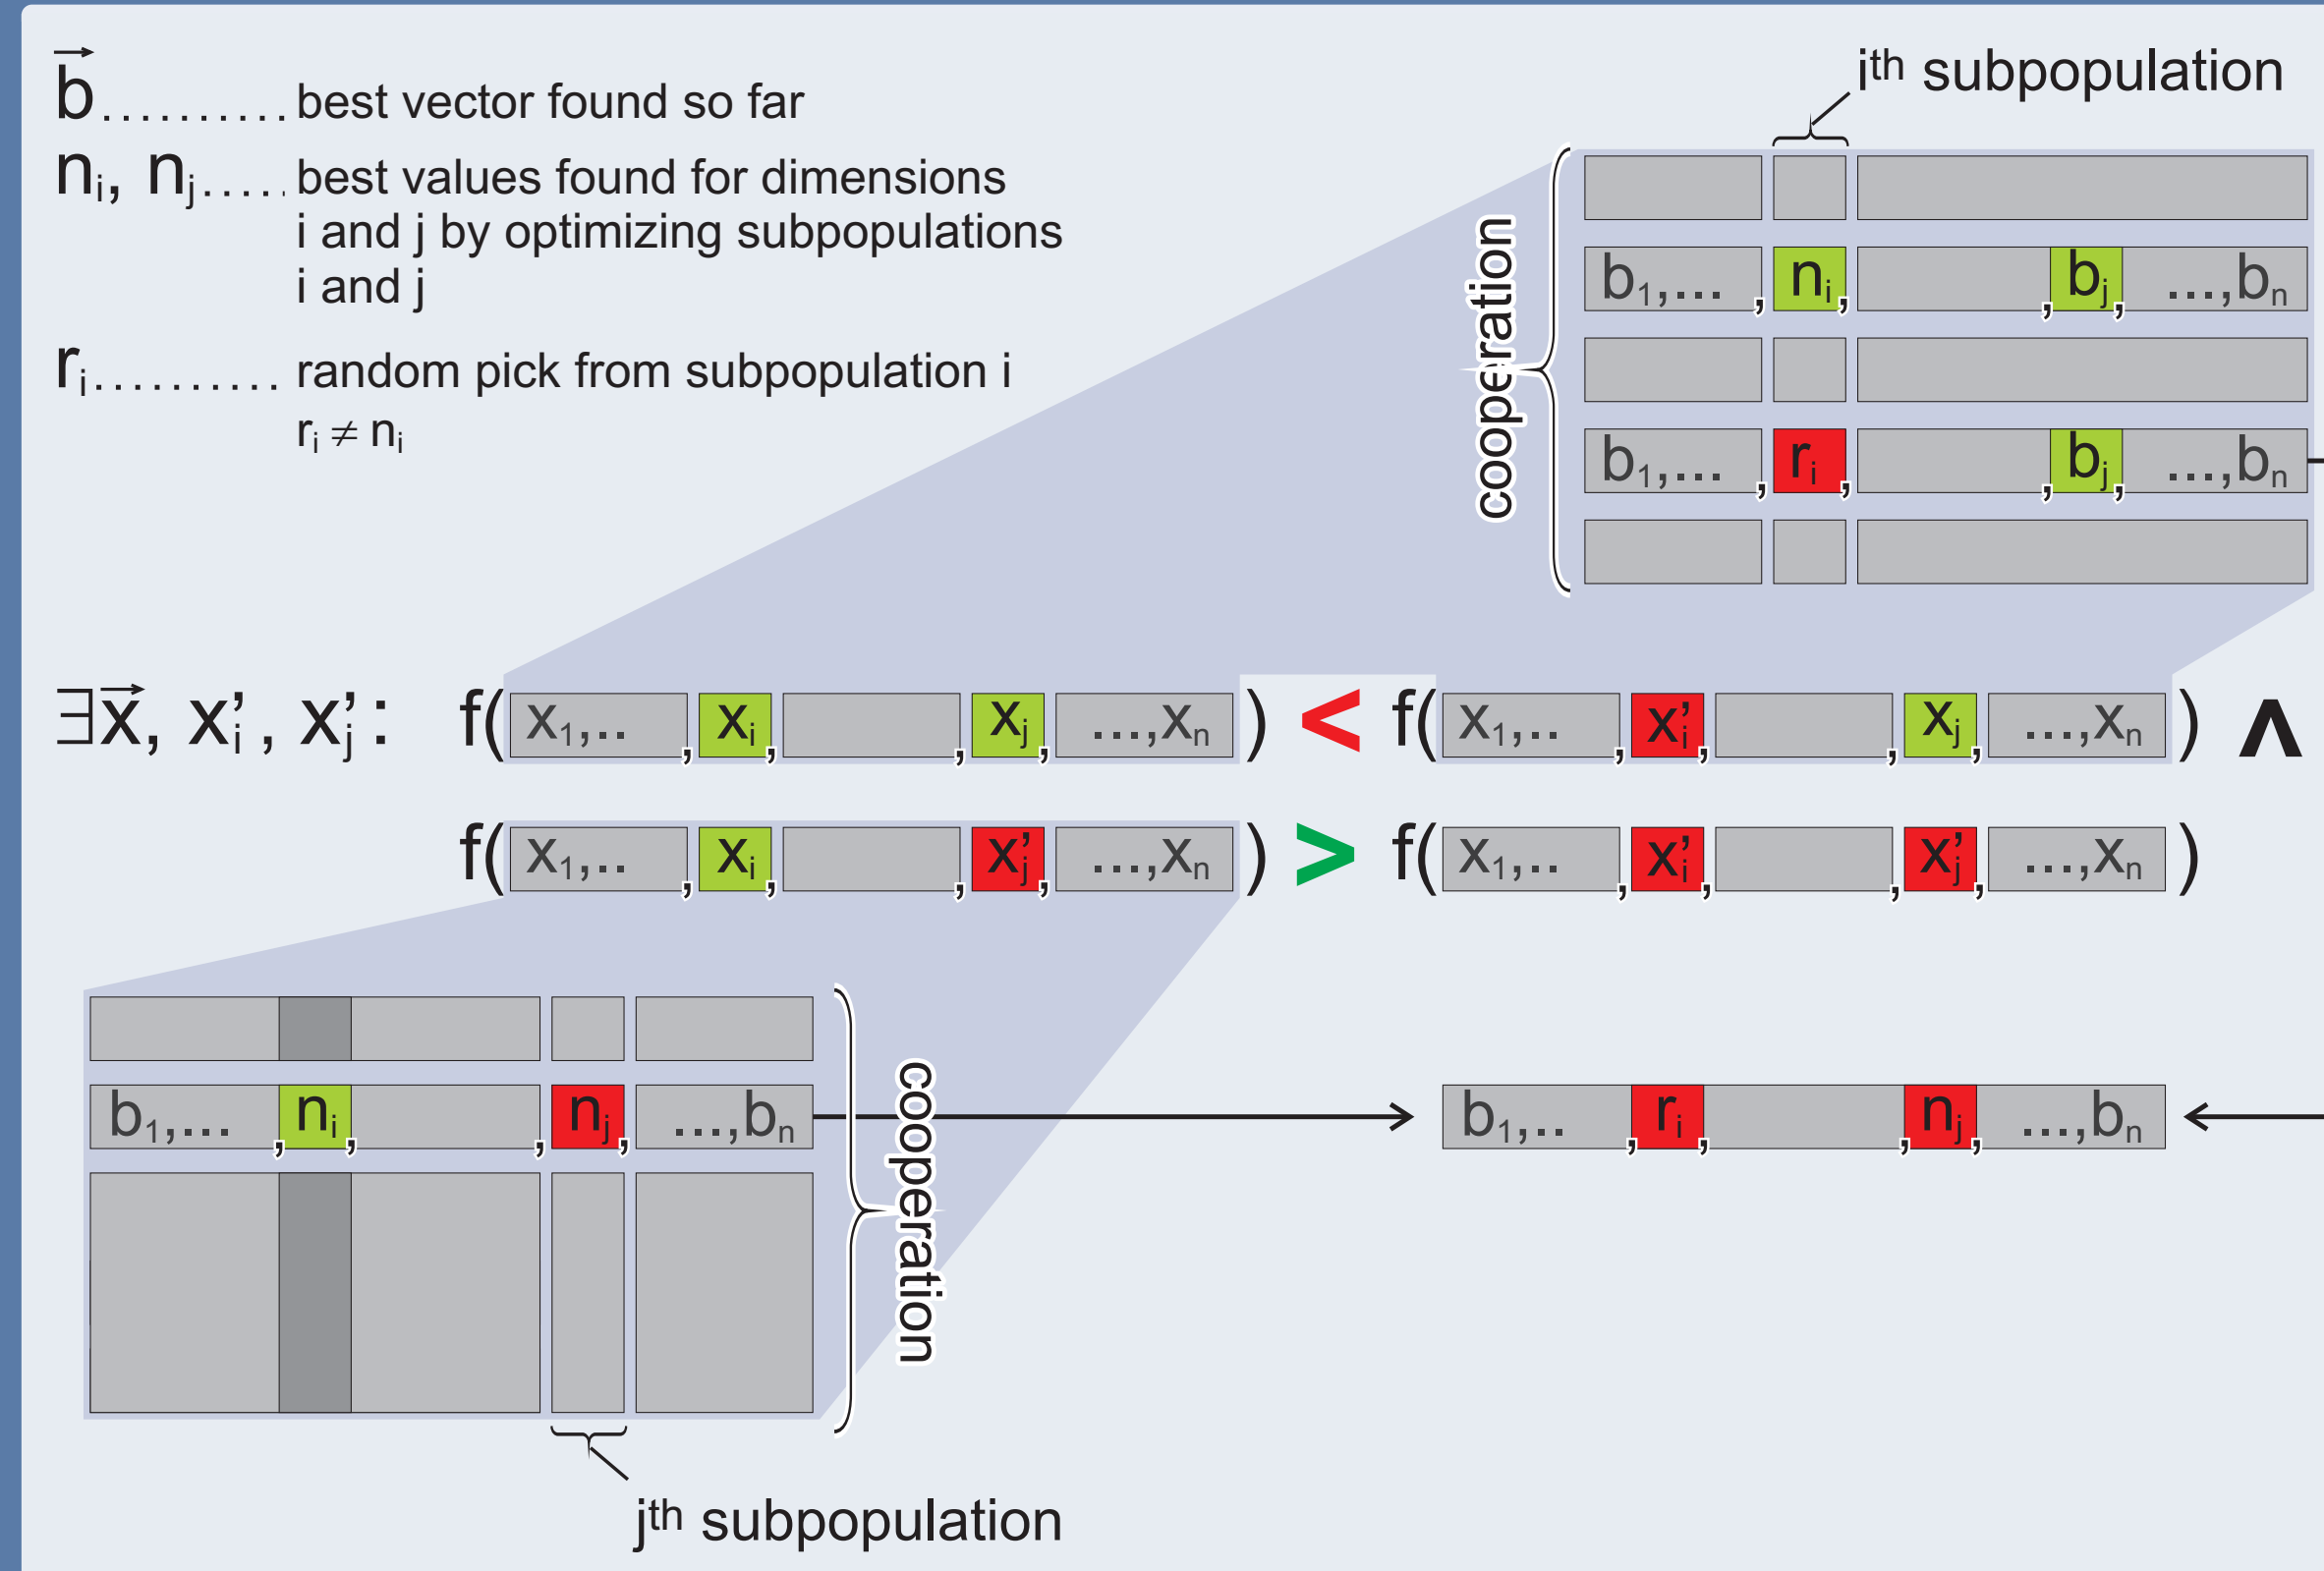 b⃗ .......... best vector found so far
nᵢ, nⱼ ..... best values found for dimensions
i and j by optimizing subpopulations
i and j
rᵢ .......... random pick from subpopulation i
rᵢ ≠ nᵢ
iᵗʰ subpopulation
cooperation
b₁,... , nᵢ, , bⱼ, ...,bₙ
b₁,... , rᵢ, , bⱼ, ...,bₙ
∃x⃗, x'ᵢ, x'ⱼ: f( x₁,.. , xᵢ, , xⱼ, ...,xₙ ) < f( x₁,.. , x'ᵢ, , xⱼ, ...,xₙ ) ∧
f( x₁,.. , xᵢ, , x'ⱼ, ...,xₙ ) > f( x₁,.. , x'ᵢ, , x'ⱼ, ...,xₙ )
b₁,... , nᵢ, , nⱼ, ...,bₙ
cooperation
b₁,.. , rᵢ, , nⱼ, ...,bₙ
jᵗʰ subpopulation